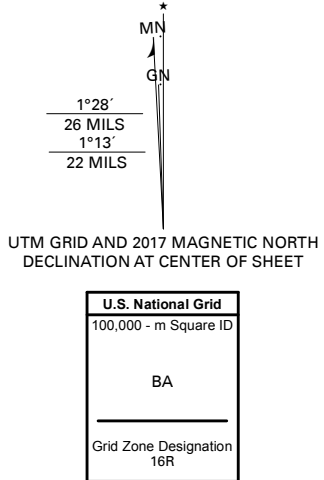 MN
GN
1°28´
26 MILS
1°13´
22 MILS
UTM GRID AND 2017 MAGNETIC NORTH
DECLINATION AT CENTER OF SHEET
U.S. National Grid
100,000 - m Square ID
BA
Grid Zone Designation
16R